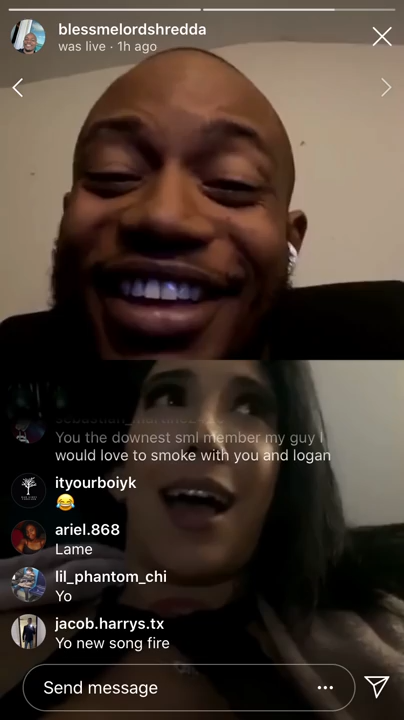 blessmelordshredda
was live · 1h ago
You the downest sml member my guy I
would love to smoke with you and logan
ityourboiyk
😂
ariel.868
Lame
lil_phantom_chi
Yo
jacob.harrys.tx
Yo new song fire
Send message